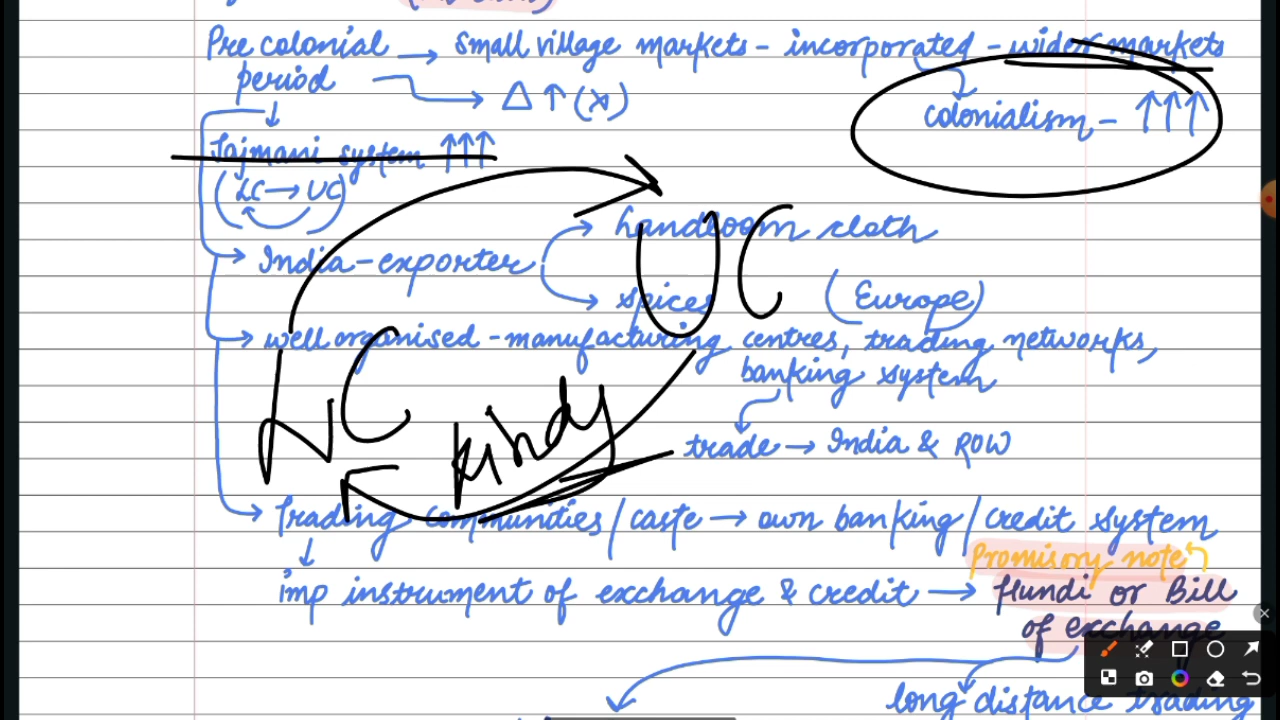 Pre colonial → small village markets - incorporated - wider markets
period → △ ↑ (x)
colonialism - ↑↑↑
Jajmani system ↑↑↑
(LC → UC)
UC
handloom cloth
India-exporter
spices (Europe)
well organised - manufacturing centres, trading networks,
banking system
LC
trade → India & ROW
Trading communities / caste → own banking / credit system
Promisory note
imp instrument of exchange & credit → Hundi or Bill
of exchange
long distance trading